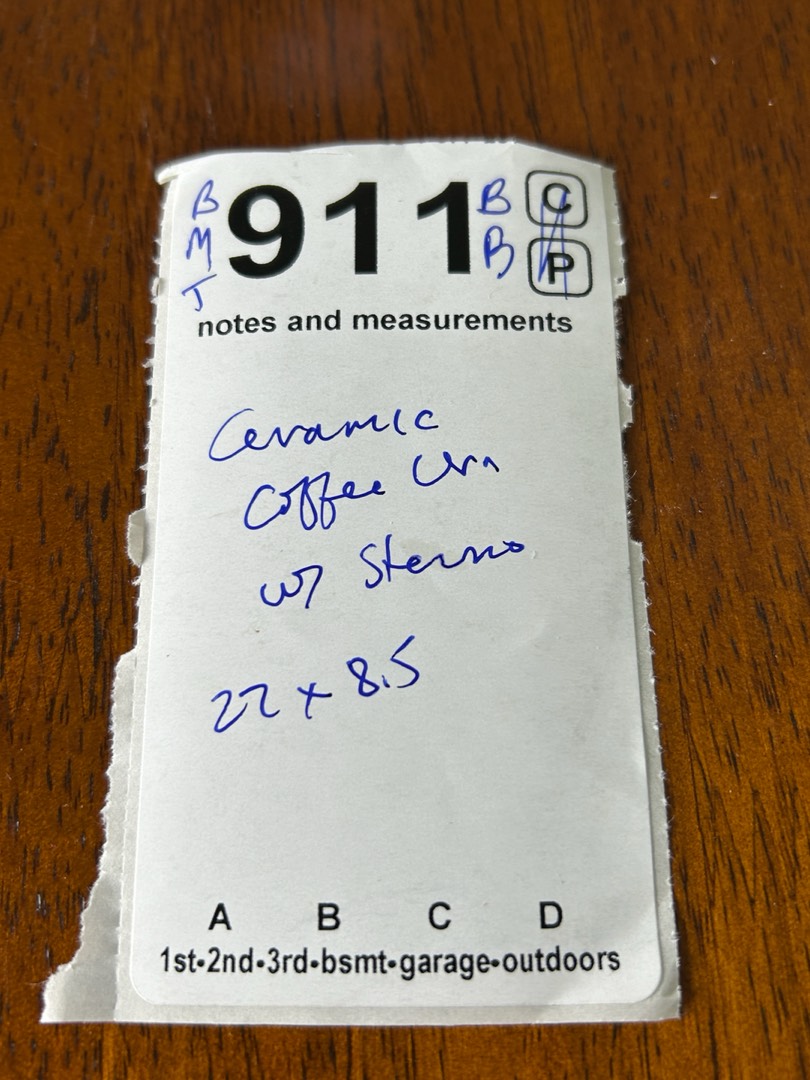 B 911 B C
M B P
J
notes and measurements
Ceramic
Coffee Urn
w/ Sterno
22 x 8.5
A B C D
1st•2nd•3rd•bsmt•garage•outdoors